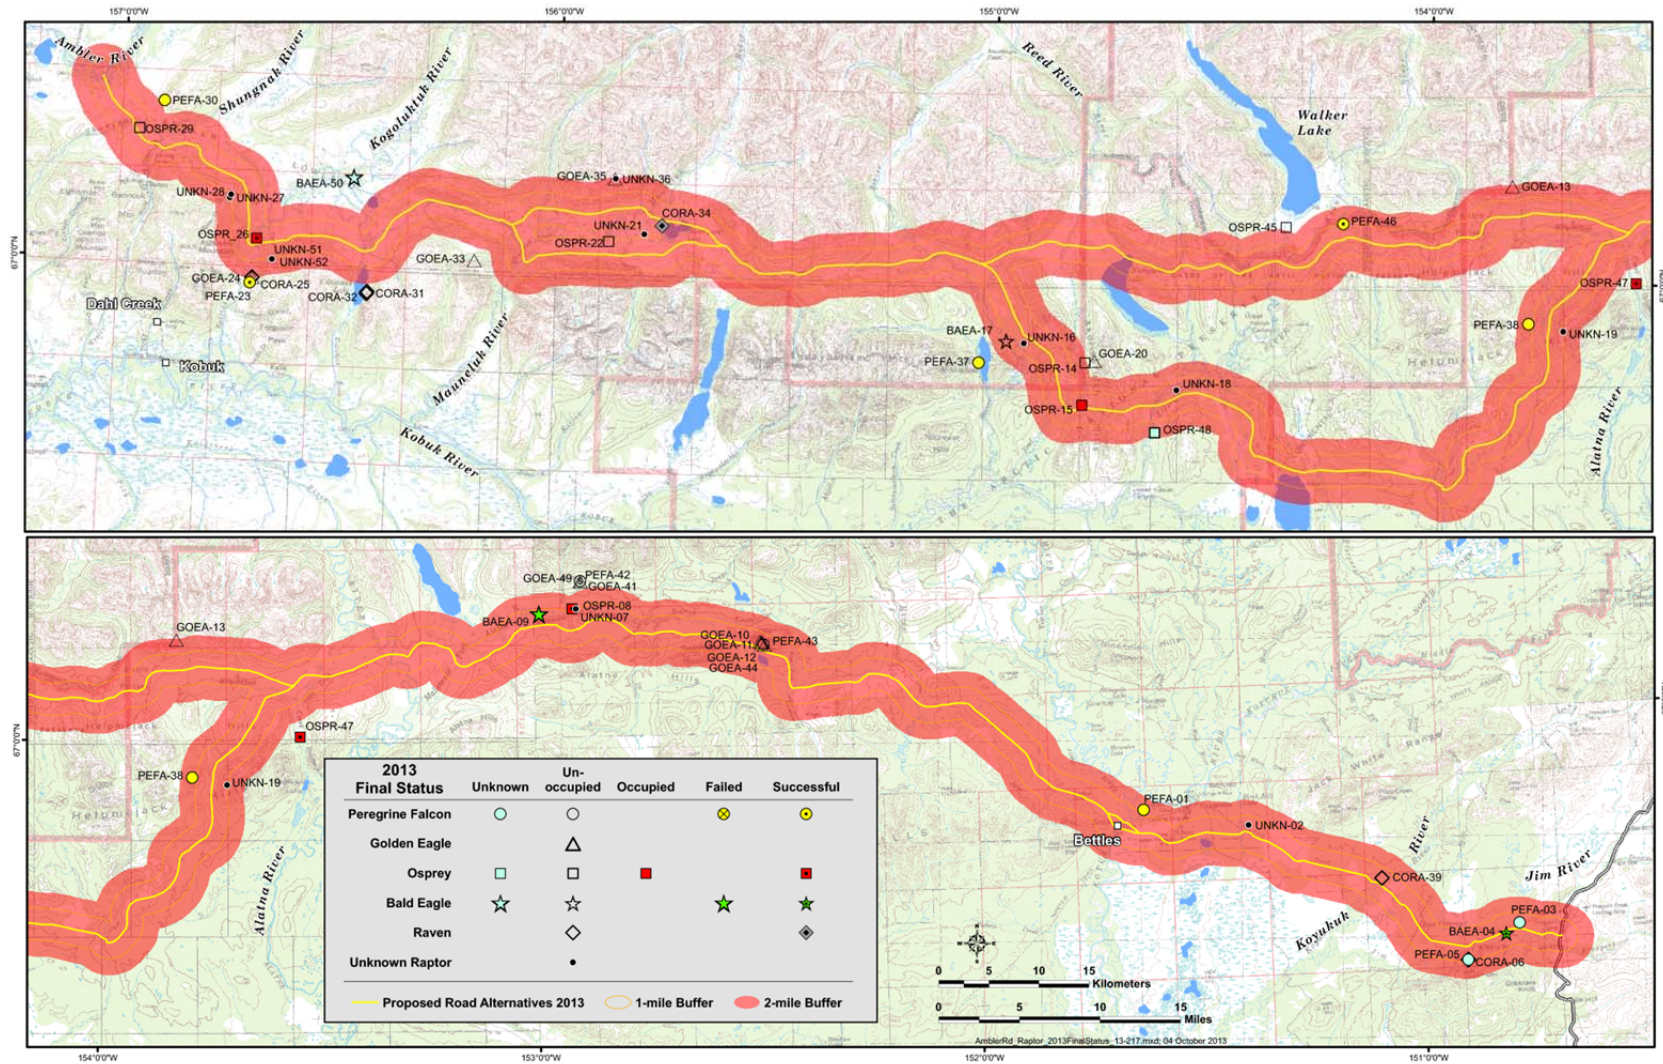 157°0'0"W 156°0'0"W 155°0'0"W 154°0'0"W
Ambler River
Shungnak River
Kogoluktuk River
Reed River
Walker
Lake
PEFA-30
OSPR-29
UNKN-28
UNKN-27
BAEA-50
GOEA-35
UNKN-36
GOEA-13
CORA-34
UNKN-21
OSPR-22
OSPR-45
PEFA-46
OSPR_26
UNKN-51
UNKN-52
67°0'0"N
GOEA-33
GOEA-24
CORA-25
PEFA-23
CORA-32
CORA-31
OSPR-47
Dahl Creek
Kobuk
Mauneluk River
Kobuk River
BAEA-17
UNKN-16
PEFA-37
OSPR-14
GOEA-20
OSPR-15
UNKN-18
OSPR-48
PEFA-38
UNKN-19
Alatna River
GOEA-49
PEFA-42
GOEA-41
OSPR-08
UNKN-07
BAEA-09
GOEA-13
GOEA-10
GOEA-11
PEFA-43
GOEA-12
GOEA-44
67°0'0"N
OSPR-47
PEFA-38
UNKN-19
Alatna River
PEFA-01
Bettles
UNKN-02
CORA-39
Koyukuk River
Jim River
PEFA-03
BAEA-04
PEFA-05
CORA-06
2013
Final Status
Unknown Un-occupied Occupied Failed Successful
Peregrine Falcon
Golden Eagle
Osprey
Bald Eagle
Raven
Unknown Raptor
Proposed Road Alternatives 2013 1-mile Buffer 2-mile Buffer
0 5 10 15
Kilometers
0 5 10 15
Miles
AmblerRd_Raptor_2013FinalStatus_13-217.mxd; 04 October 2013
154°0'0"W 153°0'0"W 152°0'0"W 151°0'0"W